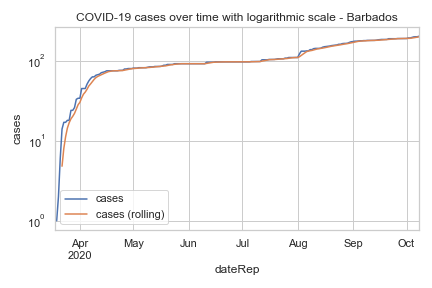 COVID-19 cases over time with logarithmic scale - Barbados
cases
10²
10¹
10⁰
cases
cases (rolling)
Apr May Jun Jul Aug Sep Oct
2020
dateRep